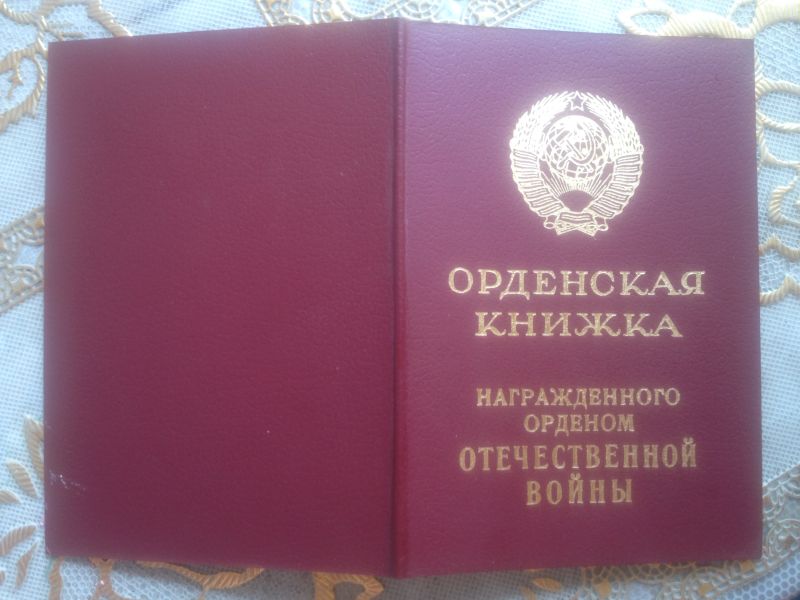 ОРДЕНСКАЯ
КНИЖКА
НАГРАЖДЕННОГО
ОРДЕНОМ
ОТЕЧЕСТВЕННОЙ
ВОЙНЫ